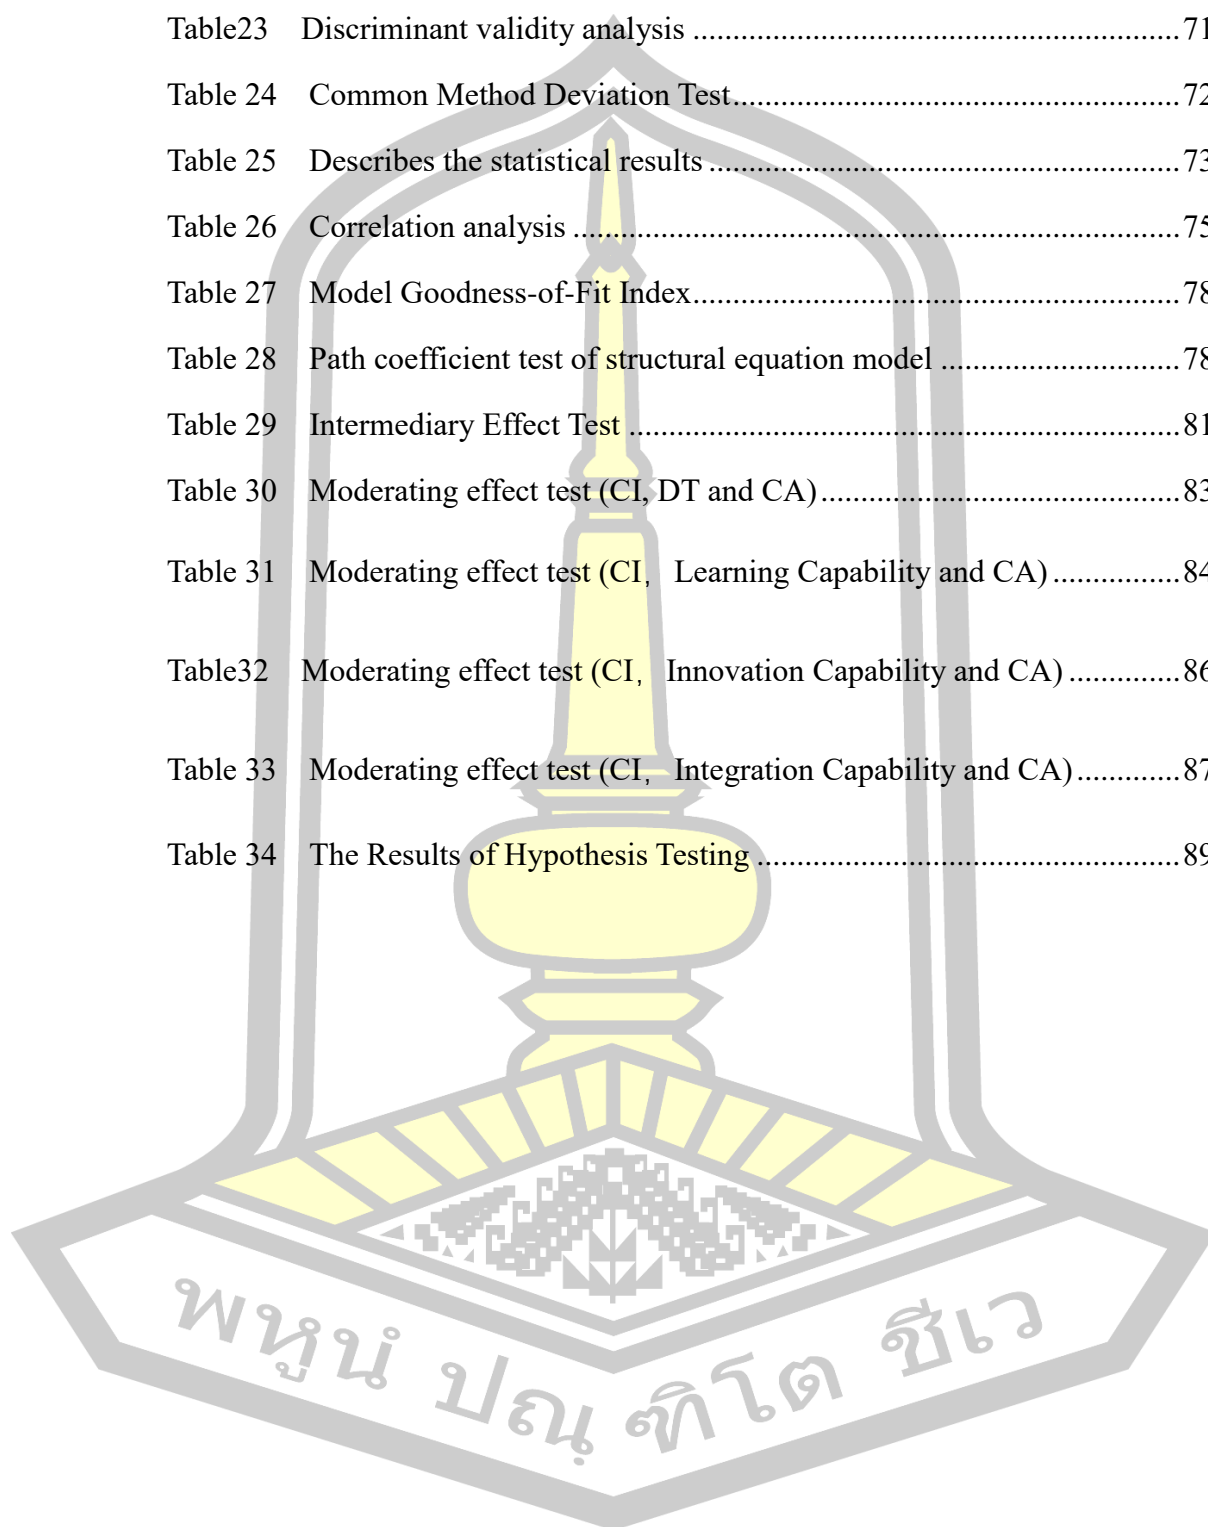 Table23 Discriminant validity analysis ........................................................ 71
Table 24 Common Method Deviation Test................................................... 72
Table 25 Describes the statistical results ...................................................... 73
Table 26 Correlation analysis ....................................................................... 75
Table 27 Model Goodness-of-Fit Index........................................................ 78
Table 28 Path coefficient test of structural equation model ........................... 78
Table 29 Intermediary Effect Test ................................................................ 81
Table 30 Moderating effect test (CI, DT and CA).......................................... 83
Table 31 Moderating effect test (CI， Learning Capability and CA).............. 84
Table32 Moderating effect test (CI， Innovation Capability and CA) ............ 86
Table 33 Moderating effect test (CI， Integration Capability and CA)............ 87
Table 34 The Results of Hypothesis Testing ................................................. 89
พหูนํ ปณฺฑิโต ชีเว